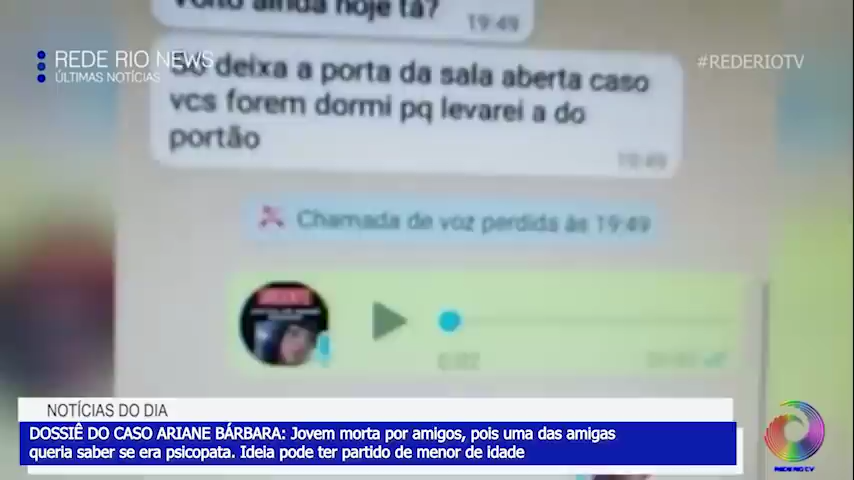 Volto ainda hoje tá?
19:49
REDE RIO NEWS
ÚLTIMAS NOTÍCIAS
#REDERIOTV
Só deixa a porta da sala aberta caso
vcs forem dormi pq levarei a do
portão
19:49
Chamada de voz perdida às 19:49
0:02
NOTÍCIAS DO DIA
DOSSIÊ DO CASO ARIANE BÁRBARA: Jovem morta por amigos, pois uma das amigas
queria saber se era psicopata. Ideia pode ter partido de menor de idade
REDE RIO TV